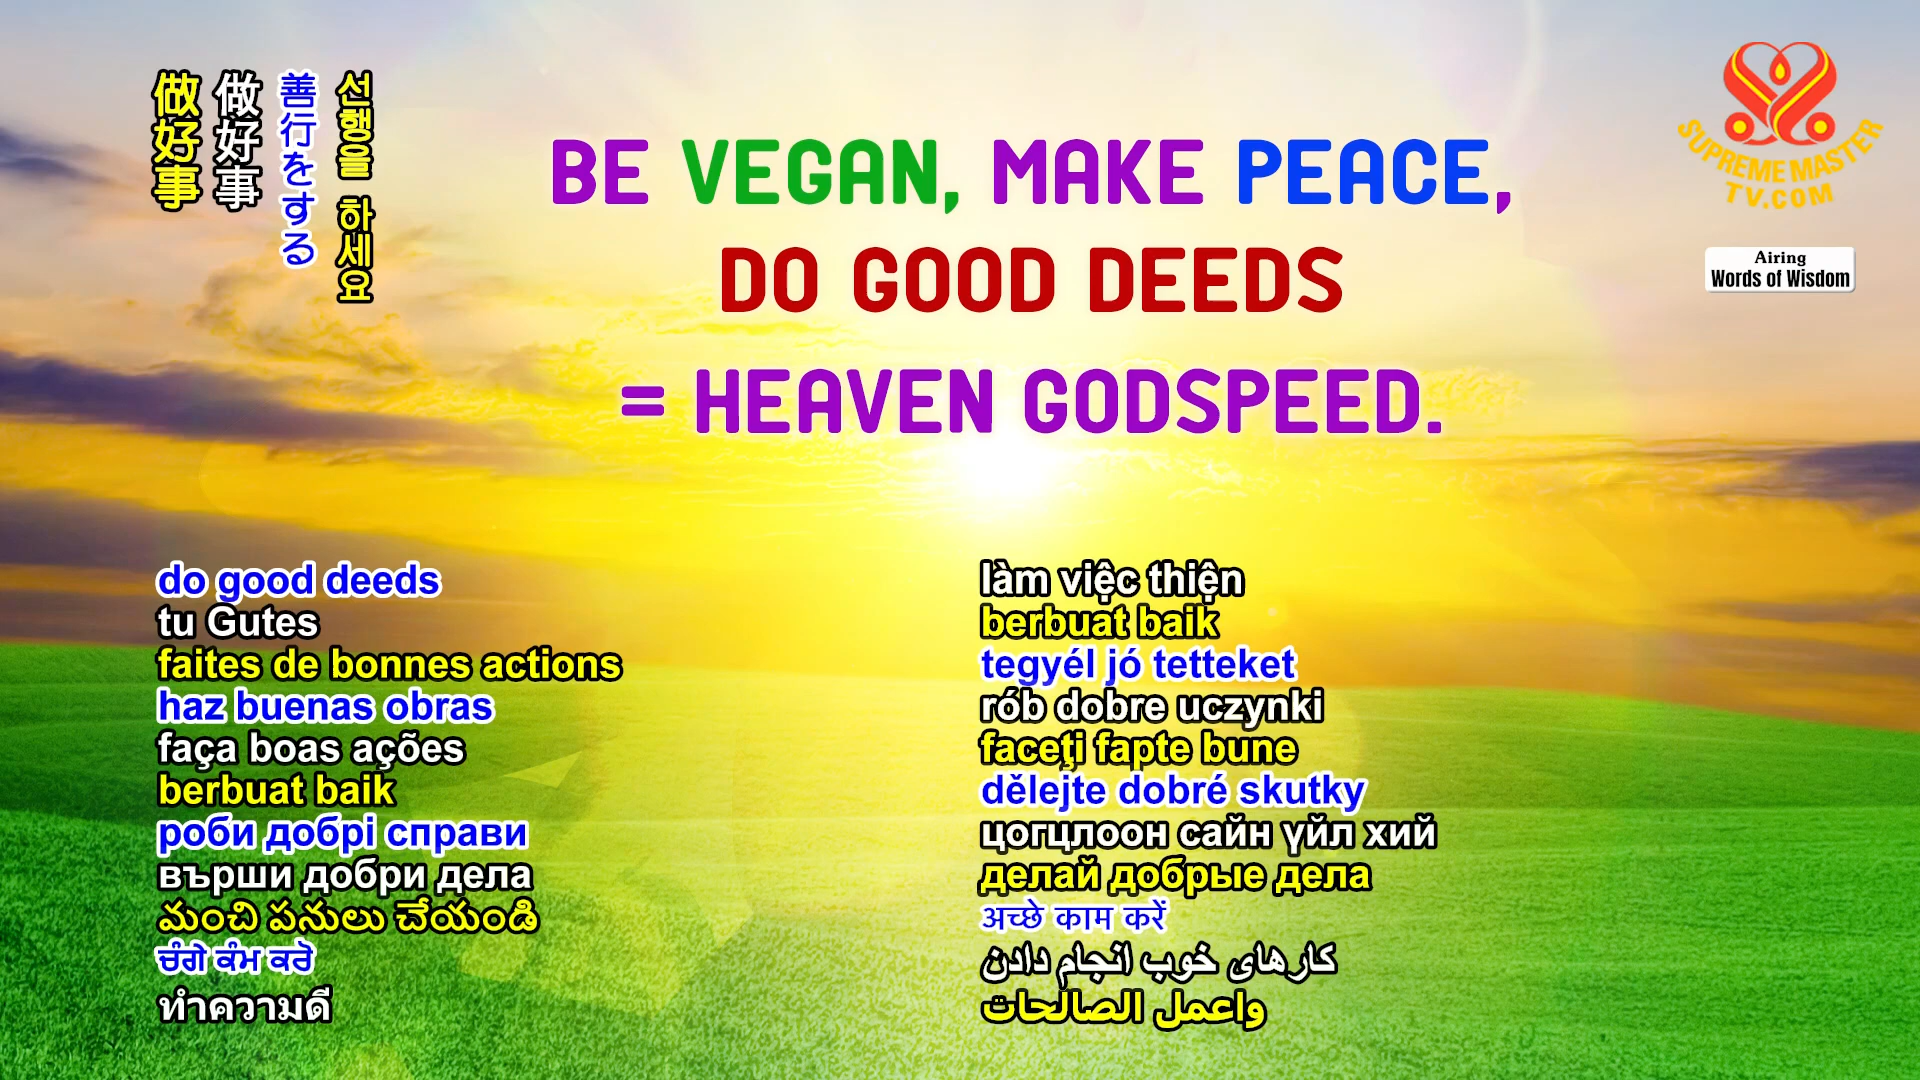 做好事
做好事
善行をする
선행을 하세요
BE VEGAN, MAKE PEACE,
DO GOOD DEEDS
= HEAVEN GODSPEED.
SUPREME MASTER
TV.COM
Airing
Words of Wisdom
do good deeds
tu Gutes
faites de bonnes actions
haz buenas obras
faça boas ações
berbuat baik
роби добрі справи
върши добри дела
మంచి పనులు చేయండి
ਚੰਗੇ ਕੰਮ ਕਰੋ
ทำความดี
làm việc thiện
berbuat baik
tegyél jó tetteket
rób dobre uczynki
faceţi fapte bune
dělejte dobré skutky
цогцлоон сайн үйл хий
делай добрые дела
अच्छे काम करें
کارهای خوب انجام دادن
واعمل الصالحات